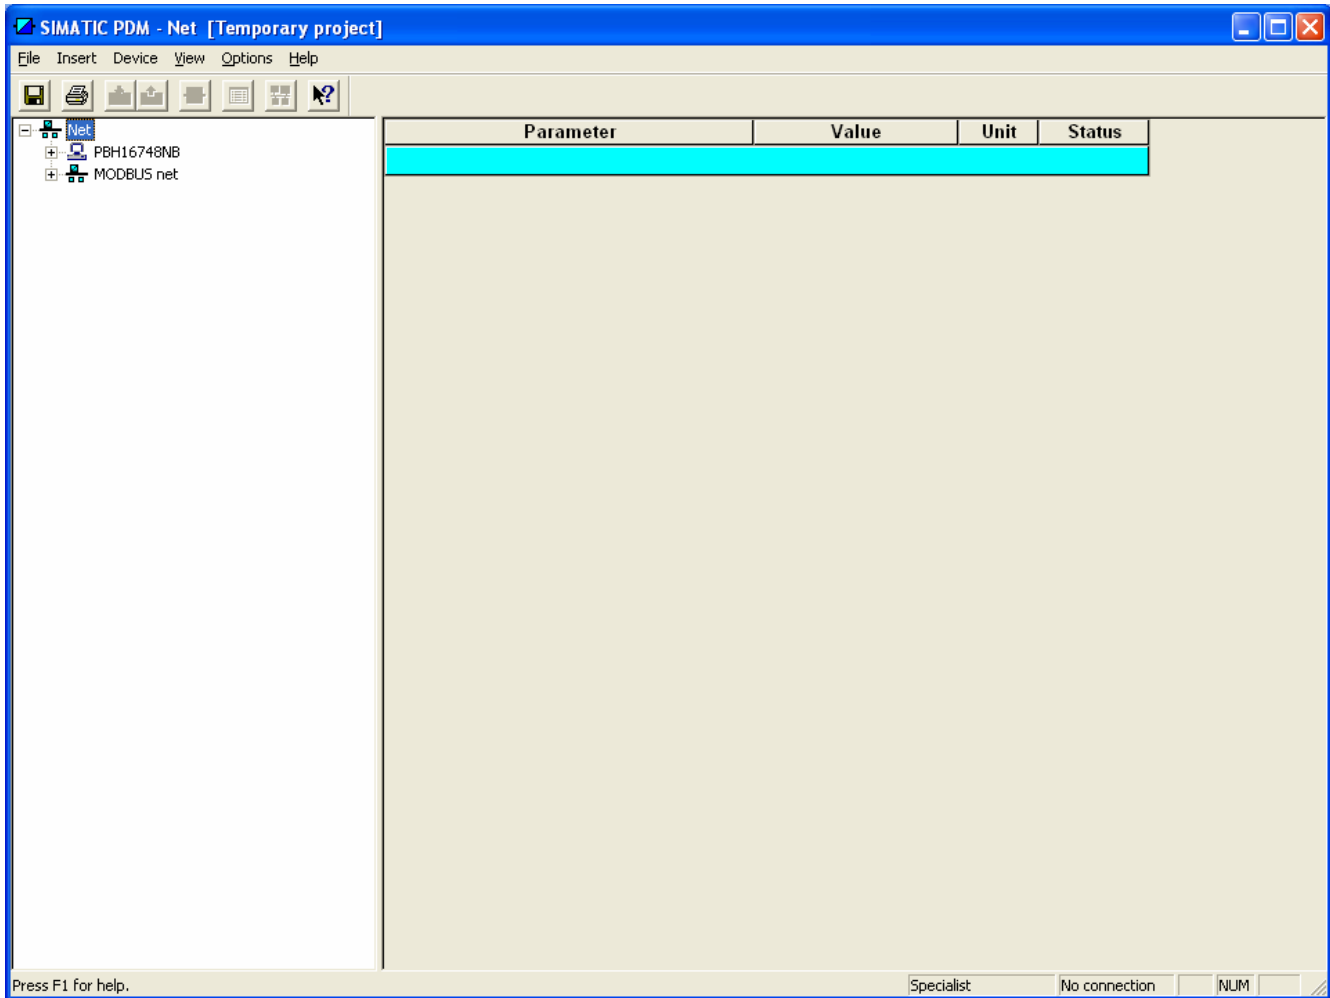 SIMATIC PDM - Net [Temporary project]
File Insert Device View Options Help
Net
PBH16748NB
MODBUS net
Parameter Value Unit Status
Press F1 for help. Specialist No connection NUM